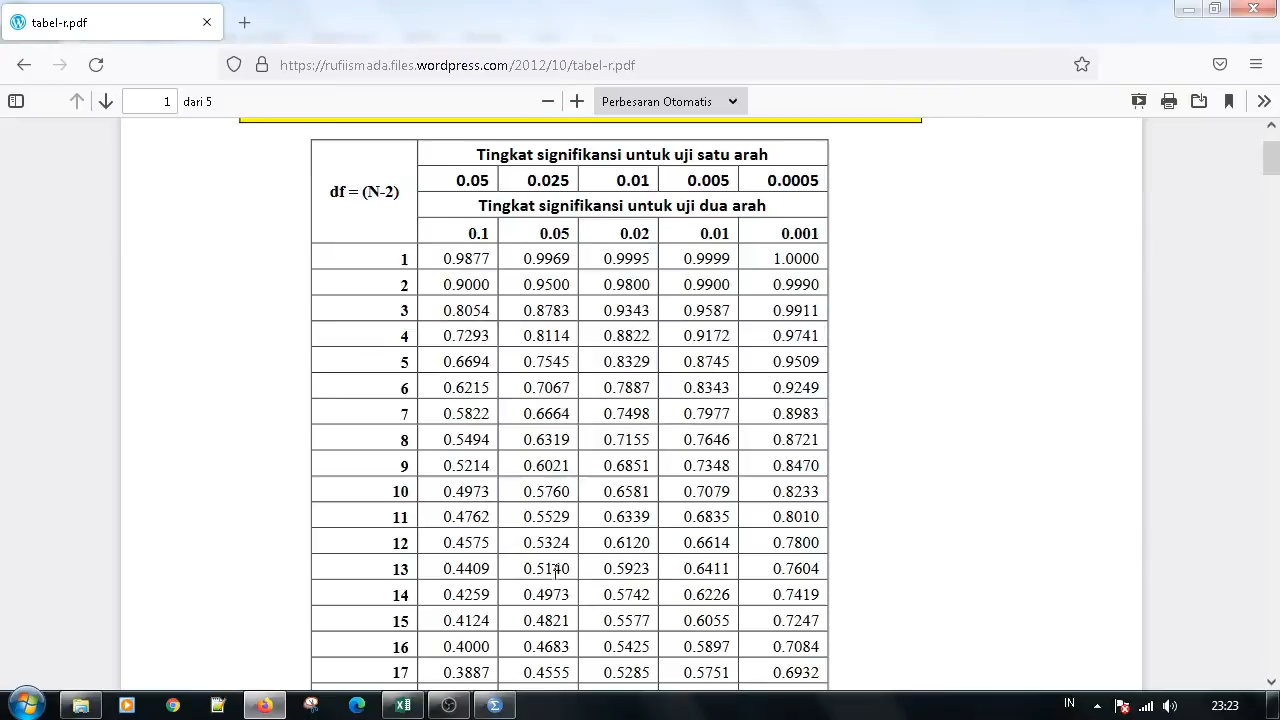 tabel-r.pdf
https://rufiismada.files.wordpress.com/2012/10/tabel-r.pdf
1 dari 5 Perbesaran Otomatis
Tingkat signifikansi untuk uji satu arah
df = (N-2) 0.05 0.025 0.01 0.005 0.0005
Tingkat signifikansi untuk uji dua arah
0.1 0.05 0.02 0.01 0.001
1 0.9877 0.9969 0.9995 0.9999 1.0000
2 0.9000 0.9500 0.9800 0.9900 0.9990
3 0.8054 0.8783 0.9343 0.9587 0.9911
4 0.7293 0.8114 0.8822 0.9172 0.9741
5 0.6694 0.7545 0.8329 0.8745 0.9509
6 0.6215 0.7067 0.7887 0.8343 0.9249
7 0.5822 0.6664 0.7498 0.7977 0.8983
8 0.5494 0.6319 0.7155 0.7646 0.8721
9 0.5214 0.6021 0.6851 0.7348 0.8470
10 0.4973 0.5760 0.6581 0.7079 0.8233
11 0.4762 0.5529 0.6339 0.6835 0.8010
12 0.4575 0.5324 0.6120 0.6614 0.7800
13 0.4409 0.5140 0.5923 0.6411 0.7604
14 0.4259 0.4973 0.5742 0.6226 0.7419
15 0.4124 0.4821 0.5577 0.6055 0.7247
16 0.4000 0.4683 0.5425 0.5897 0.7084
17 0.3887 0.4555 0.5285 0.5751 0.6932
IN 23:23